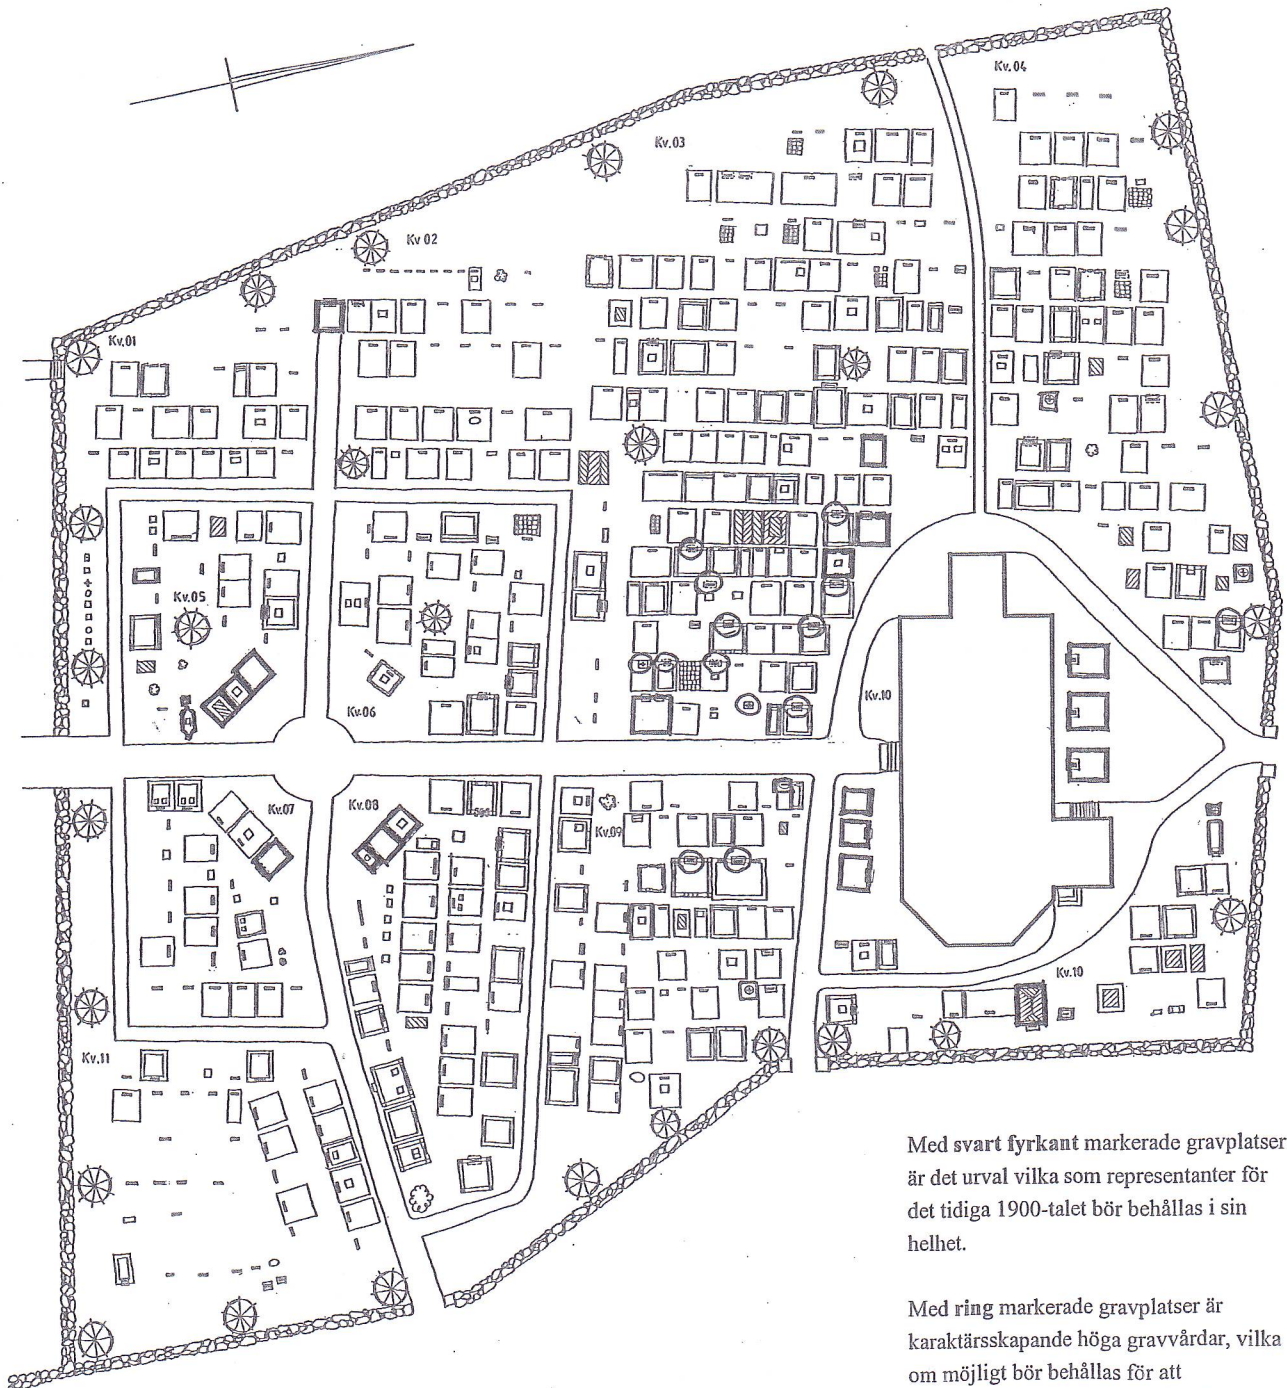 Kv.04
Kv.03
Kv 02
Kv.01
Kv.05
Kv.06
Kv.10
Kv.07
Kv.08
Kv.09
Kv.10
Kv.11
Med svart fyrkant markerade gravplatser
är det urval vilka som representanter för
det tidiga 1900-talet bör behållas i sin
helhet.
Med ring markerade gravplatser är
karaktärsskapande höga gravvårdar, vilka
om möjligt bör behållas för att